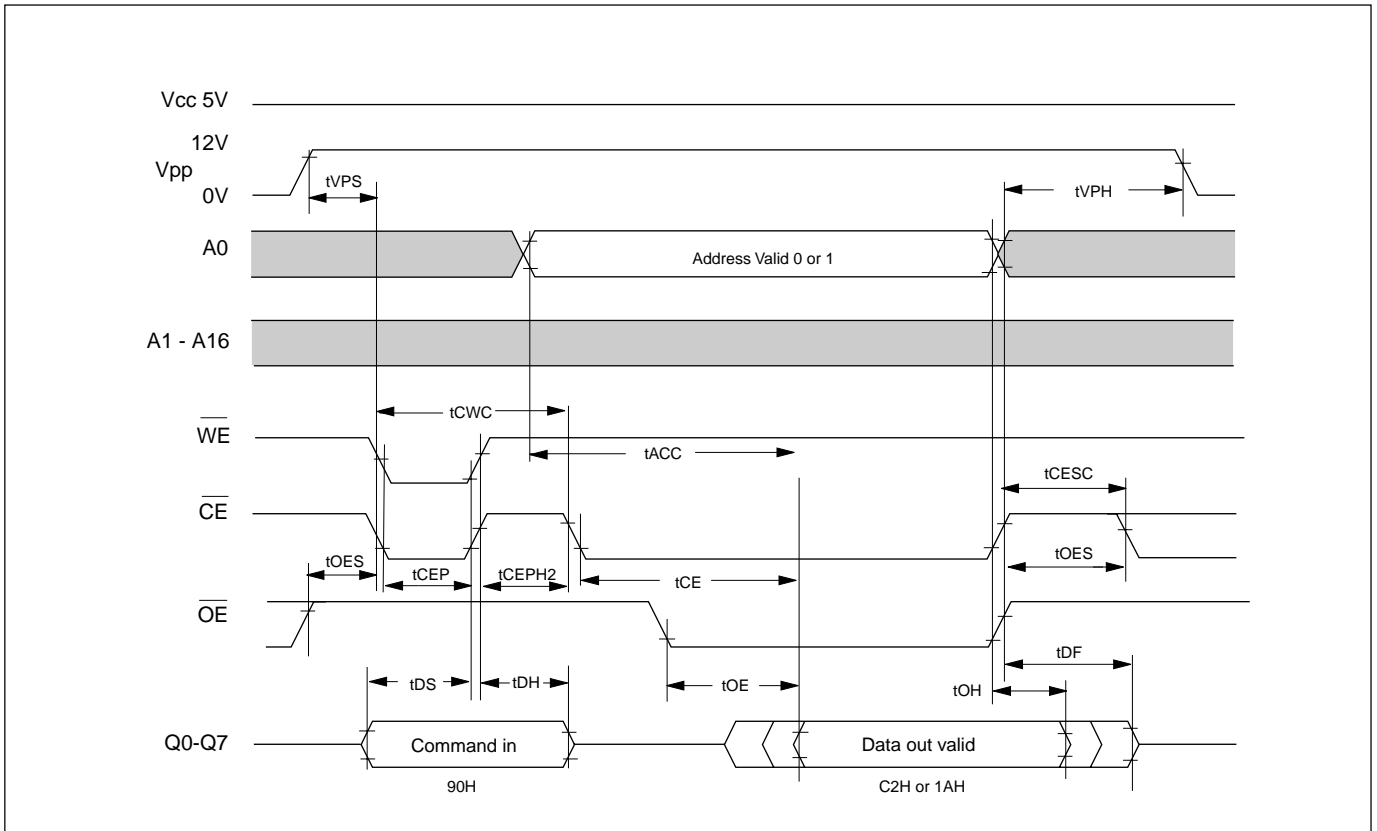 Vcc 5V
12V
Vpp
0V
tVPS
tVPH
A0
Address Valid 0 or 1
A1 - A16
tCWC
WE
tACC
tCESC
CE
tOES
tCEP
tCEPH2
tCE
tOES
OE
tDS
tDH
tOE
tOH
tDF
Q0-Q7
Command in
Data out valid
90H
C2H or 1AH